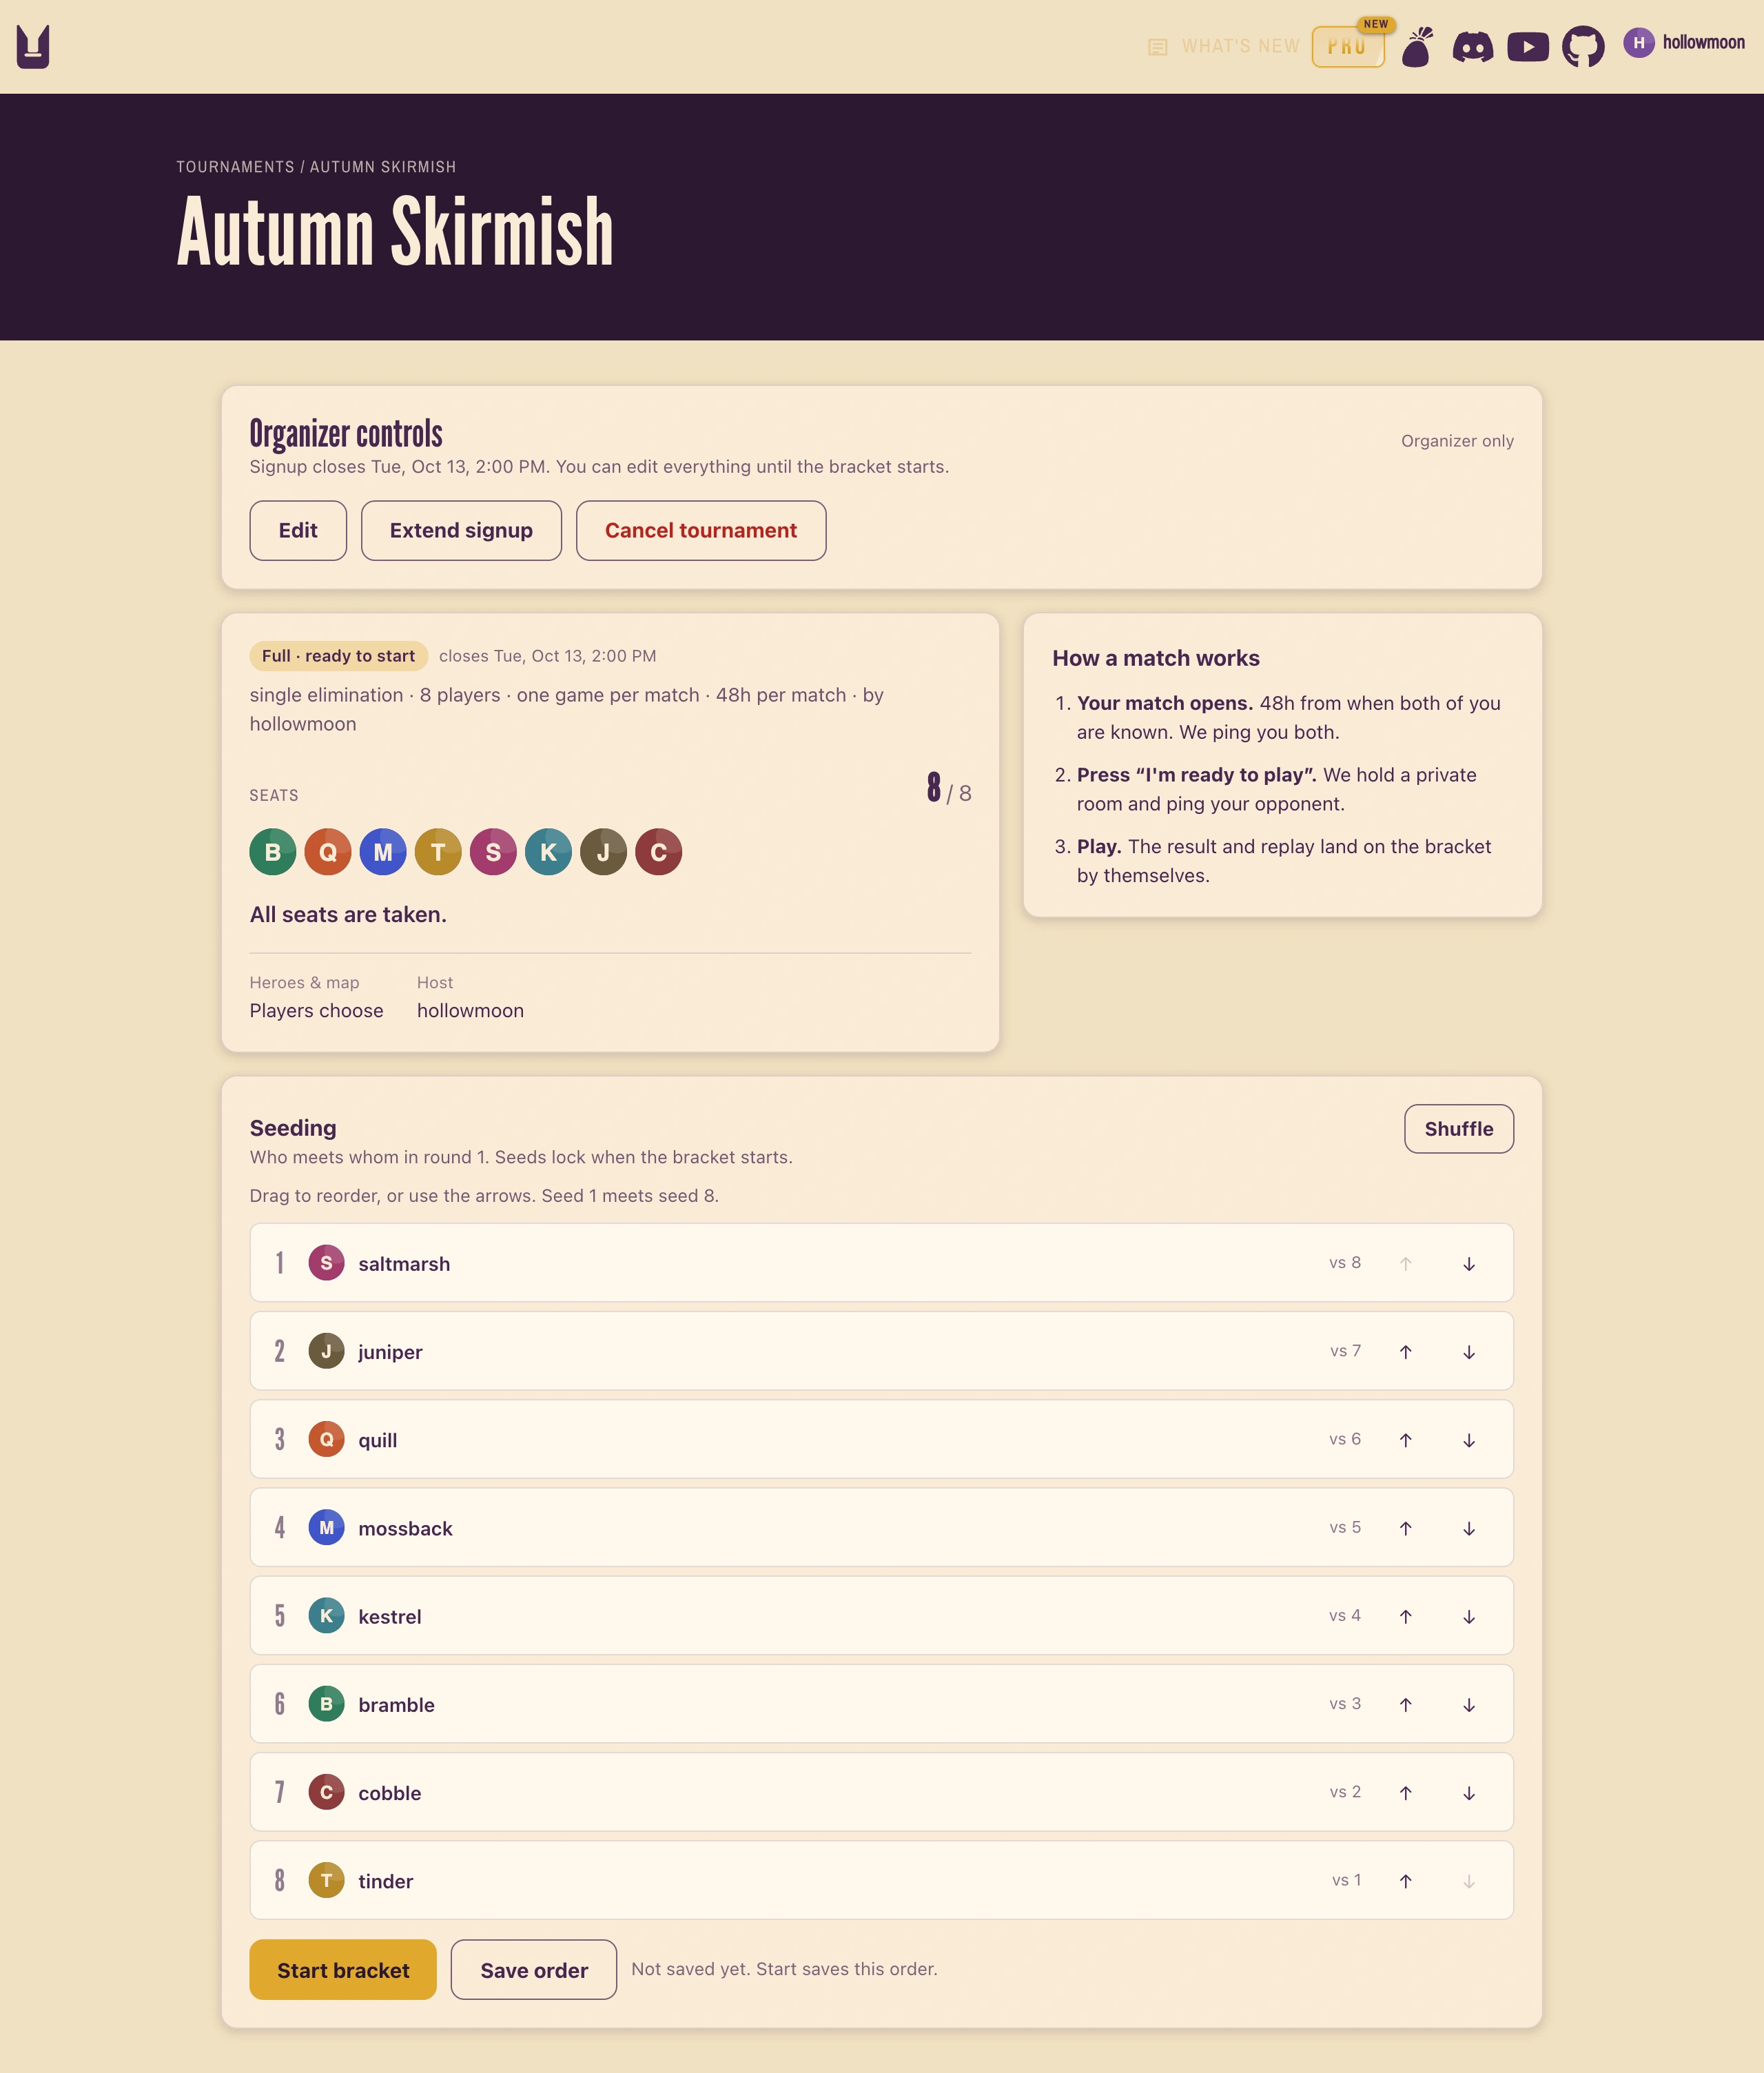 WHAT'S NEW
PRO
NEW
H hollowmoon
TOURNAMENTS / AUTUMN SKIRMISH
Autumn Skirmish
Organizer controls
Organizer only
Signup closes Tue, Oct 13, 2:00 PM. You can edit everything until the bracket starts.
Edit
Extend signup
Cancel tournament
Full · ready to start
closes Tue, Oct 13, 2:00 PM
single elimination · 8 players · one game per match · 48h per match · by
hollowmoon
SEATS
8 / 8
B Q M T S K J C
All seats are taken.
Heroes & map
Players choose
Host
hollowmoon
How a match works
1. Your match opens. 48h from when both of you
are known. We ping you both.
2. Press “I'm ready to play”. We hold a private
room and ping your opponent.
3. Play. The result and replay land on the bracket
by themselves.
Seeding
Shuffle
Who meets whom in round 1. Seeds lock when the bracket starts.
Drag to reorder, or use the arrows. Seed 1 meets seed 8.
1 S saltmarsh vs 8 ↑ ↓
2 J juniper vs 7 ↑ ↓
3 Q quill vs 6 ↑ ↓
4 M mossback vs 5 ↑ ↓
5 K kestrel vs 4 ↑ ↓
6 B bramble vs 3 ↑ ↓
7 C cobble vs 2 ↑ ↓
8 T tinder vs 1 ↑ ↓
Start bracket
Save order
Not saved yet. Start saves this order.